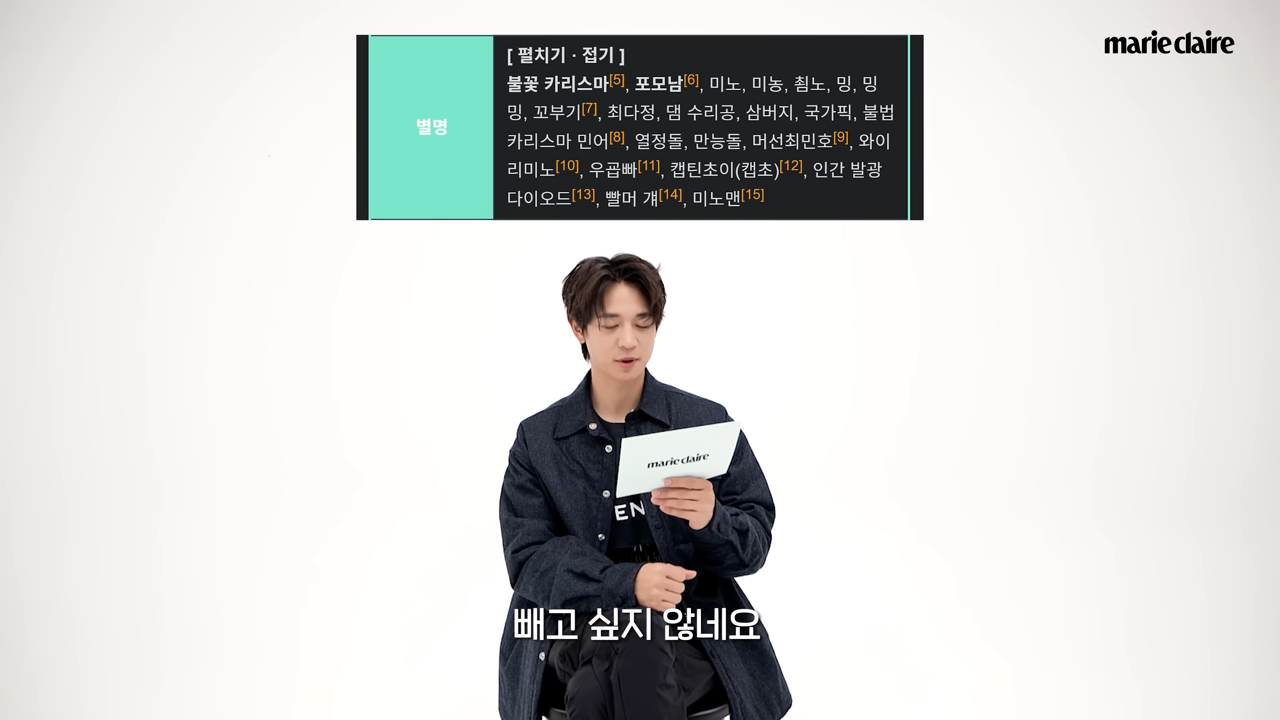 marie claire
[ 펼치기 · 접기 ]
별명
불꽃 카리스마[5], 포모남[6], 미노, 미농, 최노, 밍, 밍
밍, 꼬부기[7], 최다정, 댐 수리공, 삼버지, 국가픽, 불법
카리스마 민어[8], 열정돌, 만능돌, 머선최민호[9], 와이
리미노[10], 우곱빠[11], 캡틴초이(캡초)[12], 인간 발광
다이오드[13], 빨머 걔[14], 미노맨[15]
marie claire
EN
빼고 싶지 않네요